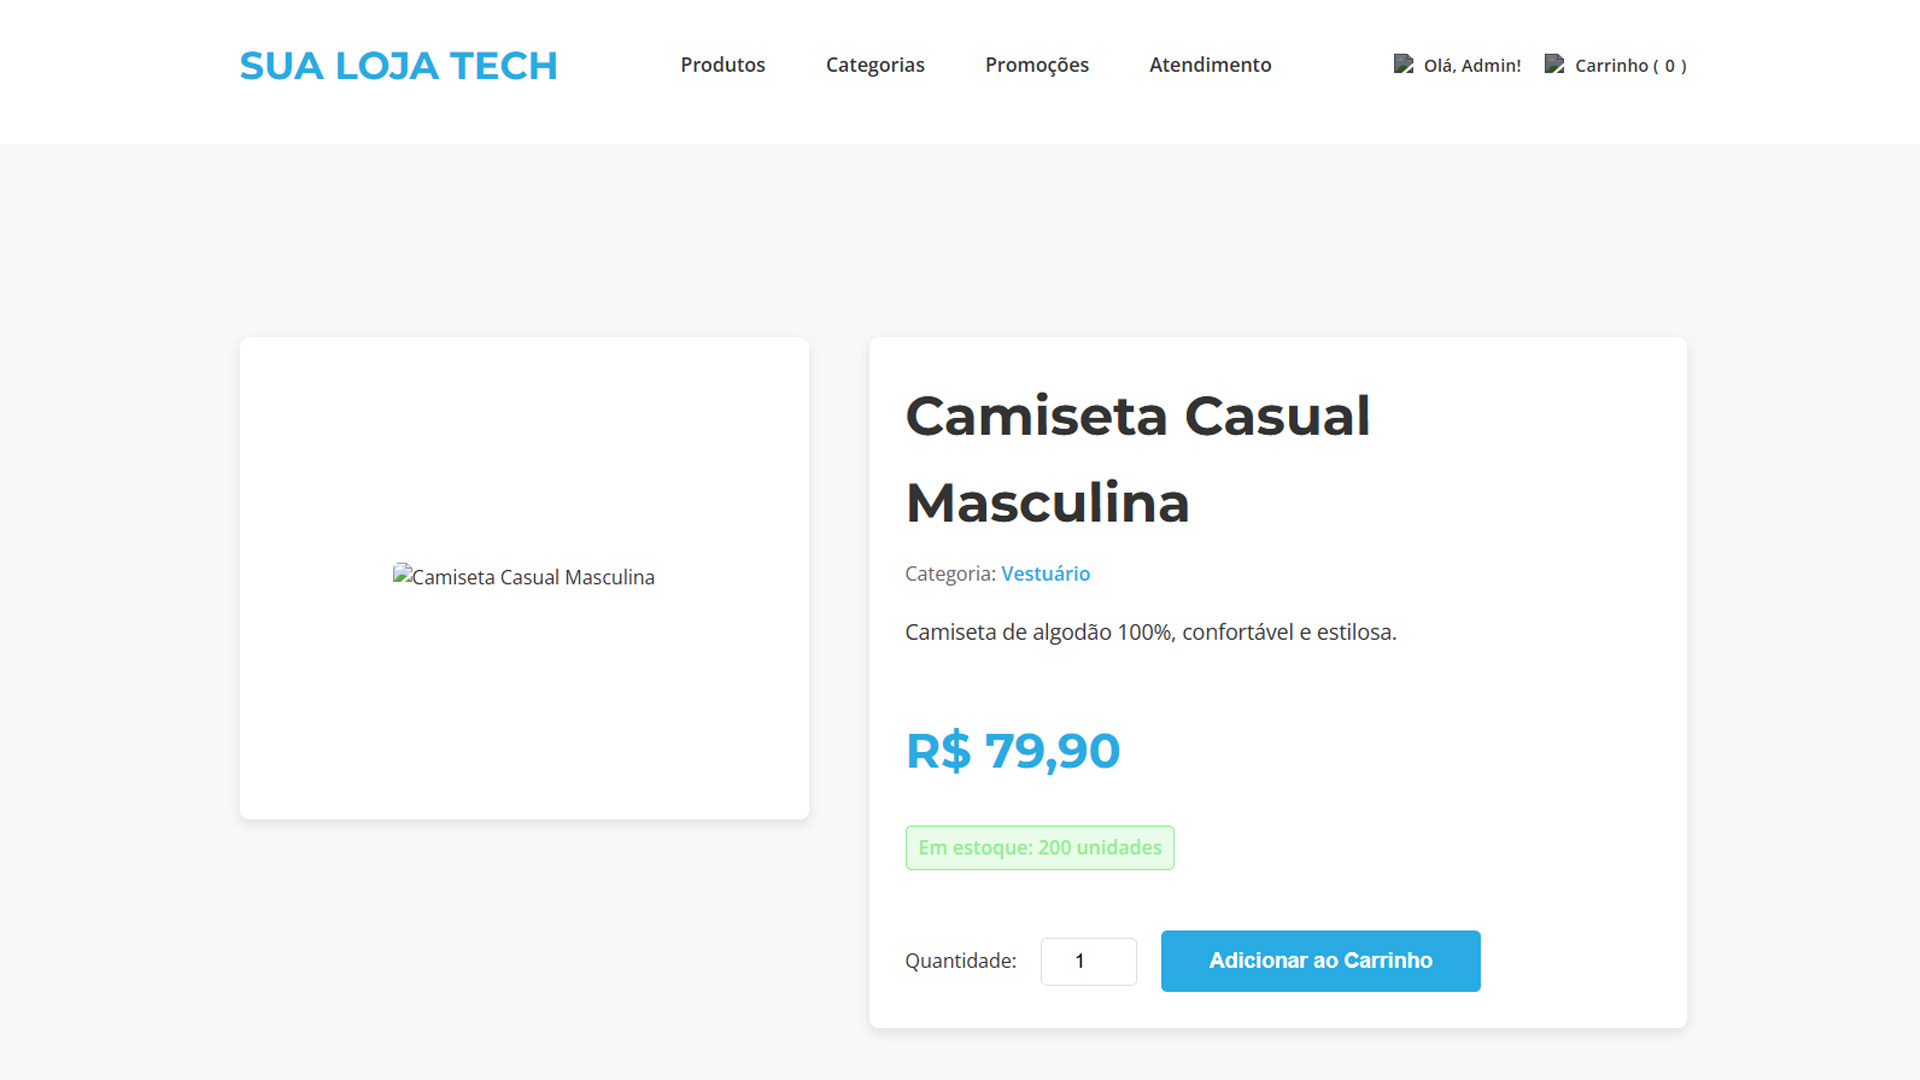 SUA LOJA TECH
Produtos
Categorias
Promoções
Atendimento
Olá, Admin!
Carrinho ( 0 )
Camiseta Casual Masculina
Camiseta Casual
Masculina
Categoria: Vestuário
Camiseta de algodão 100%, confortável e estilosa.
R$ 79,90
Em estoque: 200 unidades
Quantidade:
1
Adicionar ao Carrinho